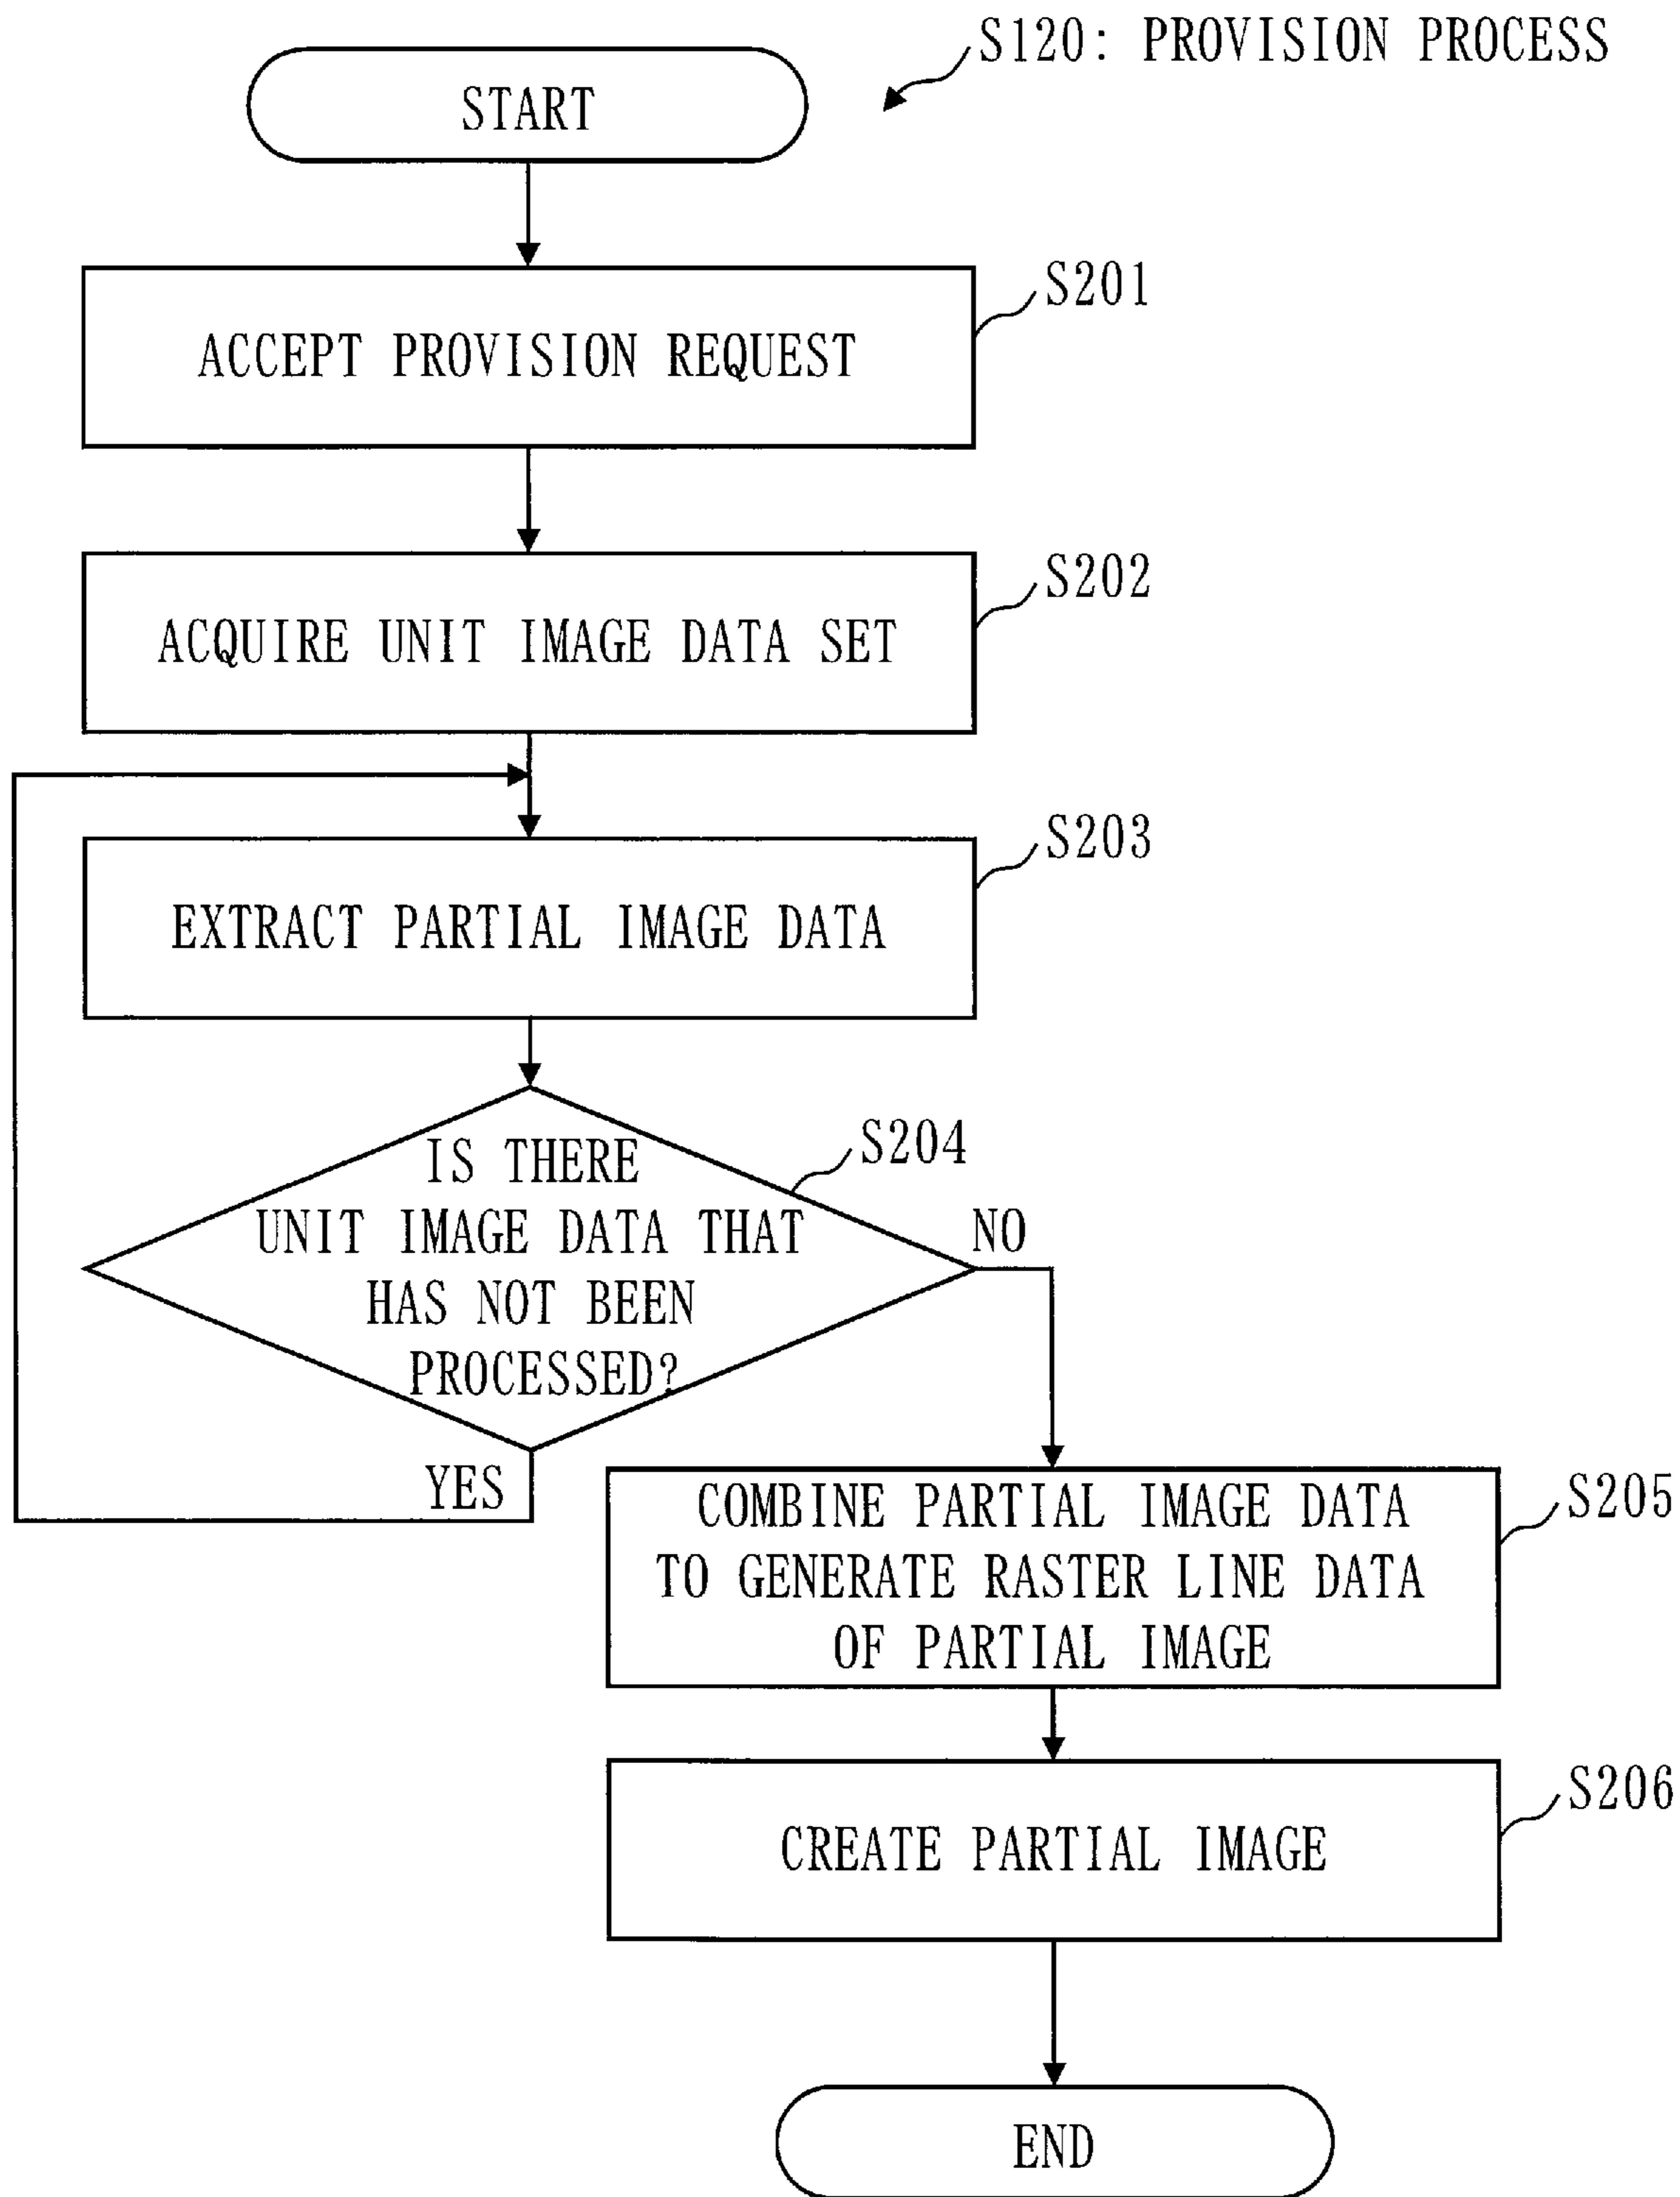 S120: PROVISION PROCESS
START
S201
ACCEPT PROVISION REQUEST
S202
ACQUIRE UNIT IMAGE DATA SET
S203
EXTRACT PARTIAL IMAGE DATA
S204
IS THERE
UNIT IMAGE DATA THAT
HAS NOT BEEN
PROCESSED?
NO
YES
S205
COMBINE PARTIAL IMAGE DATA
TO GENERATE RASTER LINE DATA
OF PARTIAL IMAGE
S206
CREATE PARTIAL IMAGE
END